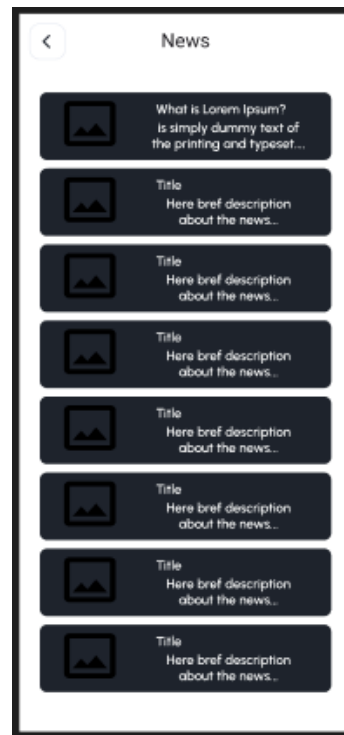 News
What is Lorem Ipsum?
is simply dummy text of
the printing and typeset....
Title
Here bref description
about the news...
Title
Here bref description
about the news...
Title
Here bref description
about the news...
Title
Here bref description
about the news...
Title
Here bref description
about the news...
Title
Here bref description
about the news...
Title
Here bref description
about the news...